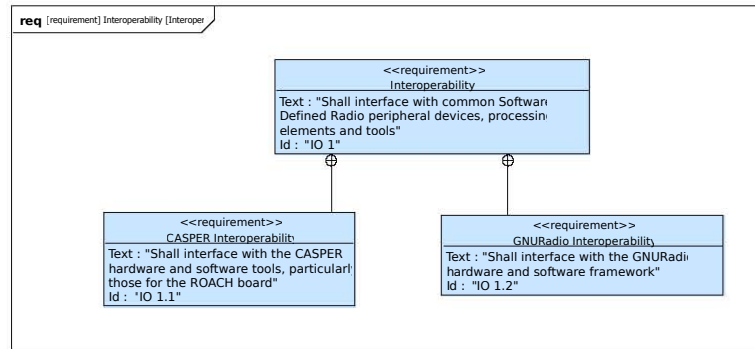 req [requirement] Interoperability [Interoper
<<requirement>>
Interoperability
Text : "Shall interface with common Software
Defined Radio peripheral devices, processing
elements and tools"
Id : "IO 1"
<<requirement>>
CASPER Interoperability
Text : "Shall interface with the CASPER
hardware and software tools, particularly
those for the ROACH board"
Id : "IO 1.1"
<<requirement>>
GNURadio Interoperability
Text : "Shall interface with the GNURadio
hardware and software framework"
Id : "IO 1.2"